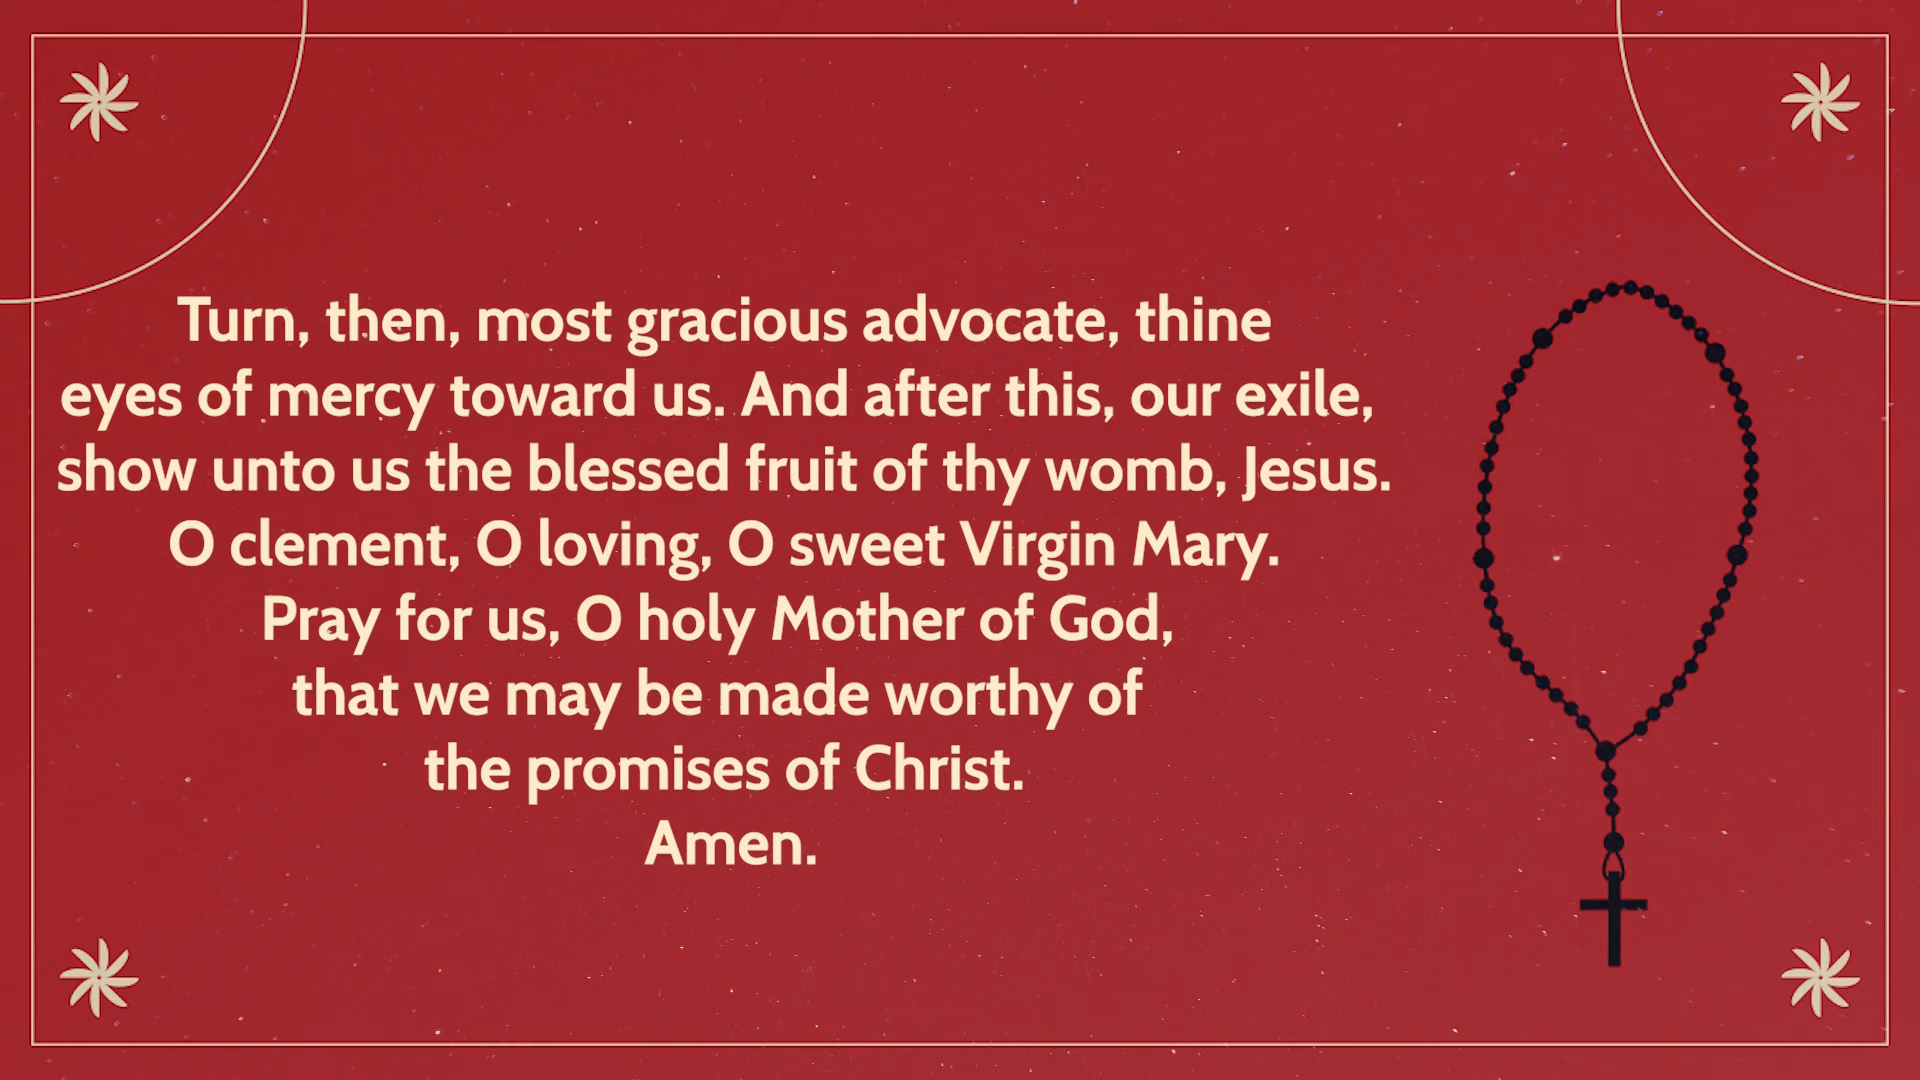 Turn, then, most gracious advocate, thine
eyes of mercy toward us. And after this, our exile,
show unto us the blessed fruit of thy womb, Jesus.
O clement, O loving, O sweet Virgin Mary.
Pray for us, O holy Mother of God,
that we may be made worthy of
the promises of Christ.
Amen.